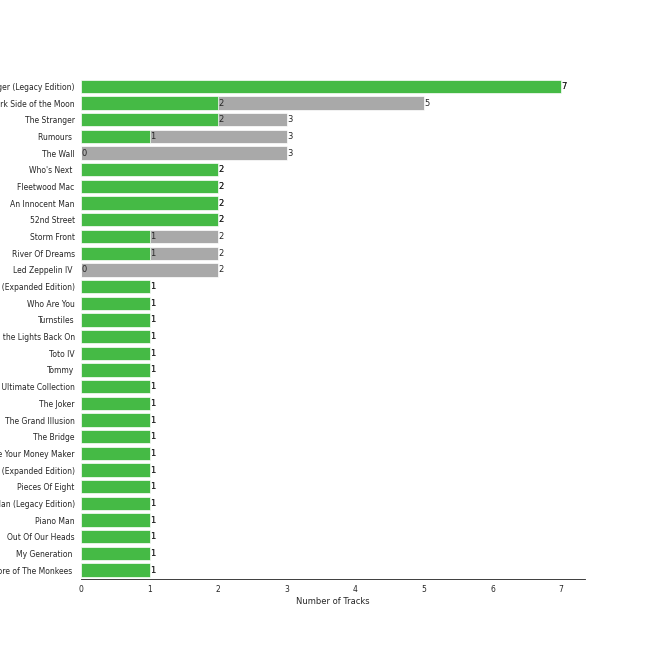 ger (Legacy Edition) 7
rk Side of the Moon 2 5
The Stranger 2 3
Rumours 1 3
The Wall 0 3
Who's Next 2
Fleetwood Mac 2
An Innocent Man 2
52nd Street 2
Storm Front 1 2
River Of Dreams 1 2
Led Zeppelin IV 0 2
(Expanded Edition) 1
Who Are You 1
Turnstiles 1
the Lights Back On 1
Toto IV 1
Tommy 1
Ultimate Collection 1
The Joker 1
The Grand Illusion 1
The Bridge 1
e Your Money Maker 1
(Expanded Edition) 1
Pieces Of Eight 1
lan (Legacy Edition) 1
Piano Man 1
Out Of Our Heads 1
My Generation 1
ore of The Monkees 1
0 1 2 3 4 5 6 7
Number of Tracks